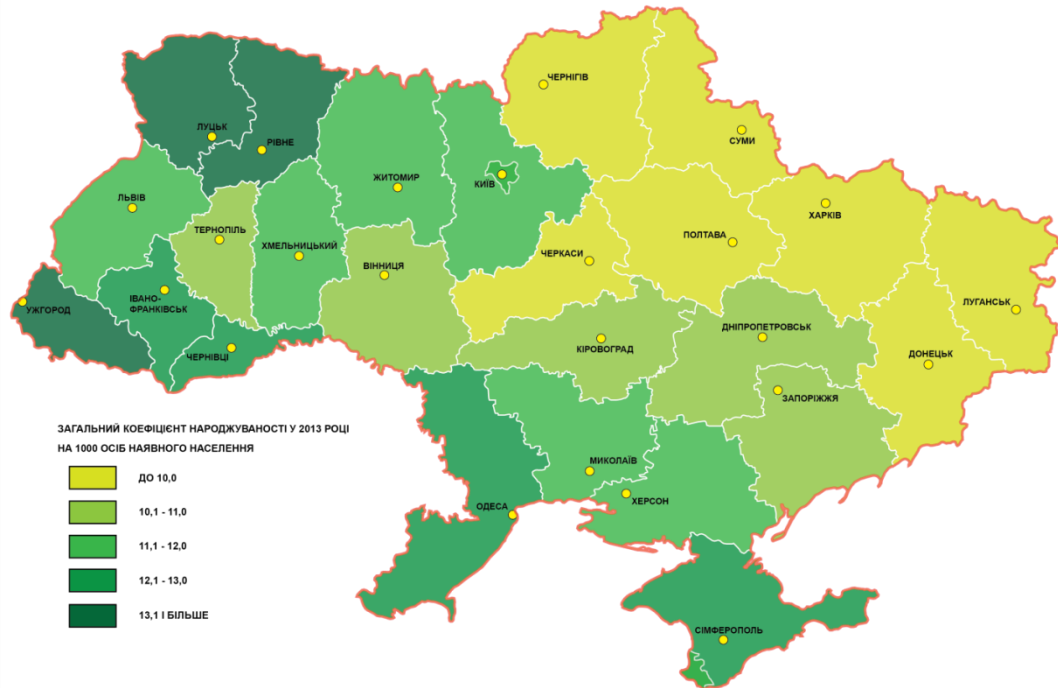 ЧЕРНІГІВ
СУМИ
ЛУЦЬК
РІВНЕ
ЖИТОМИР
КИЇВ
ЛЬВІВ
ТЕРНОПІЛЬ
ХМЕЛЬНИЦЬКИЙ
ВІННИЦЯ
ЧЕРКАСИ
ПОЛТАВА
ХАРКІВ
УЖГОРОД
ІВАНО-
ФРАНКІВСЬК
ЧЕРНІВЦІ
КІРОВОГРАД
ДНІПРОПЕТРОВСЬК
ЛУГАНСЬК
ДОНЕЦЬК
ЗАПОРІЖЖЯ
МИКОЛАЇВ
ХЕРСОН
ОДЕСА
СІМФЕРОПОЛЬ
ЗАГАЛЬНИЙ КОЕФІЦІЄНТ НАРОДЖУВАНОСТІ У 2013 РОЦІ
НА 1000 ОСІБ НАЯВНОГО НАСЕЛЕННЯ
ДО 10,0
10,1 - 11,0
11,1 - 12,0
12,1 - 13,0
13,1 І БІЛЬШЕ